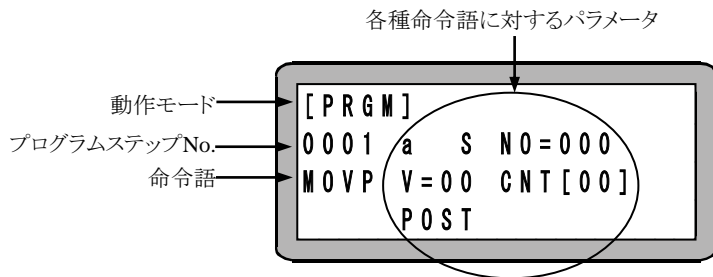 各種命令語に対するパラメータ
動作モード
[PRGM]
プログラムステップNo.
0001 a S NO=000
命令語
MOVP V=00 CNT[00]
POST